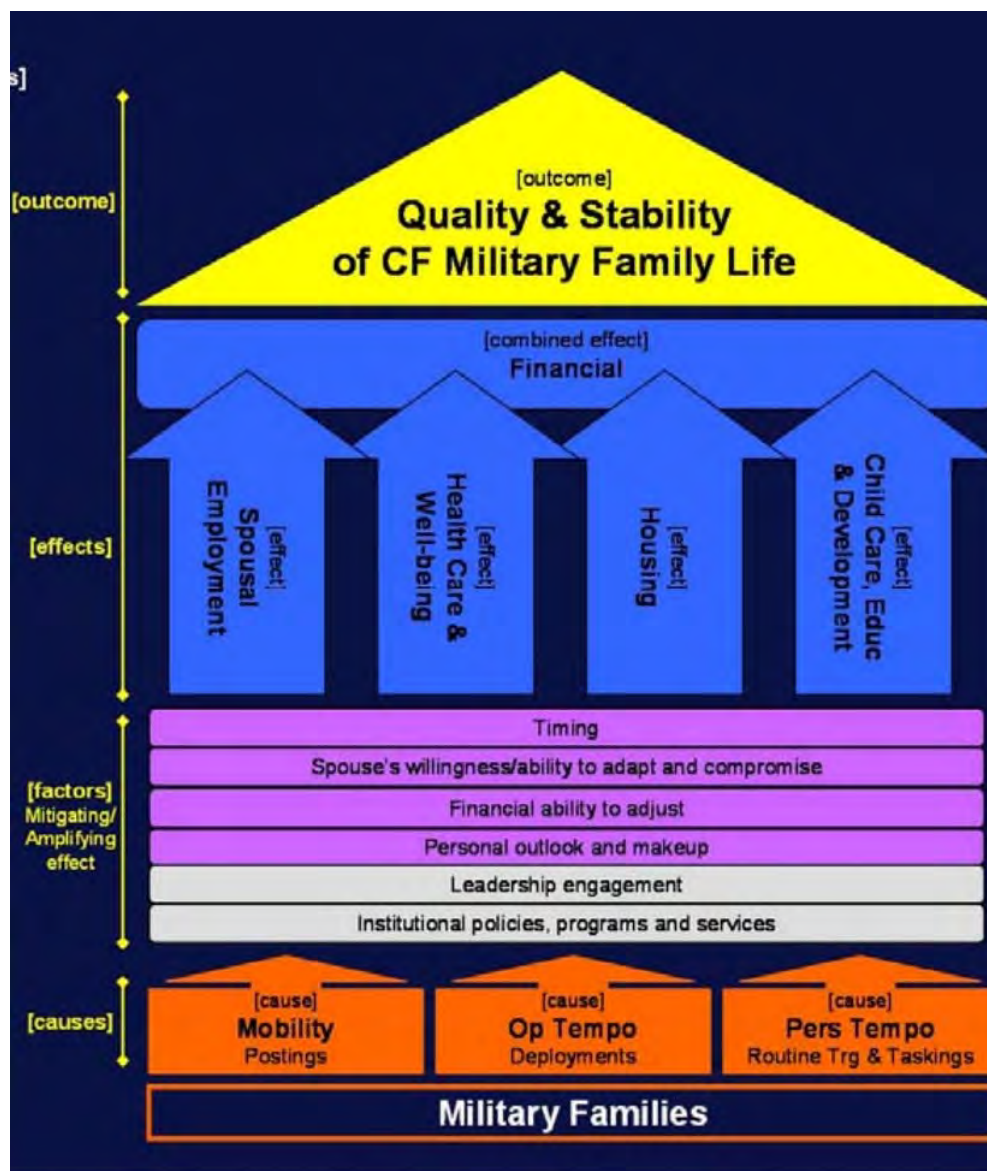 s]
[outcome]
[outcome]
Quality & Stability
of CF Military Family Life
[combined effect]
Financial
[effects]
[effect]
Spousal
Employment
[effect]
Health Care &
Well-being
[effect]
Housing
[effect]
Child Care, Educ
& Development
[factors]
Mitigating/
Amplifying
effect
Timing
Spouse's willingness/ability to adapt and compromise
Financial ability to adjust
Personal outlook and makeup
Leadership engagement
Institutional policies, programs and services
[causes]
[cause]
Mobility
Postings
[cause]
Op Tempo
Deployments
[cause]
Pers Tempo
Routine Trg & Taskings
Military Families